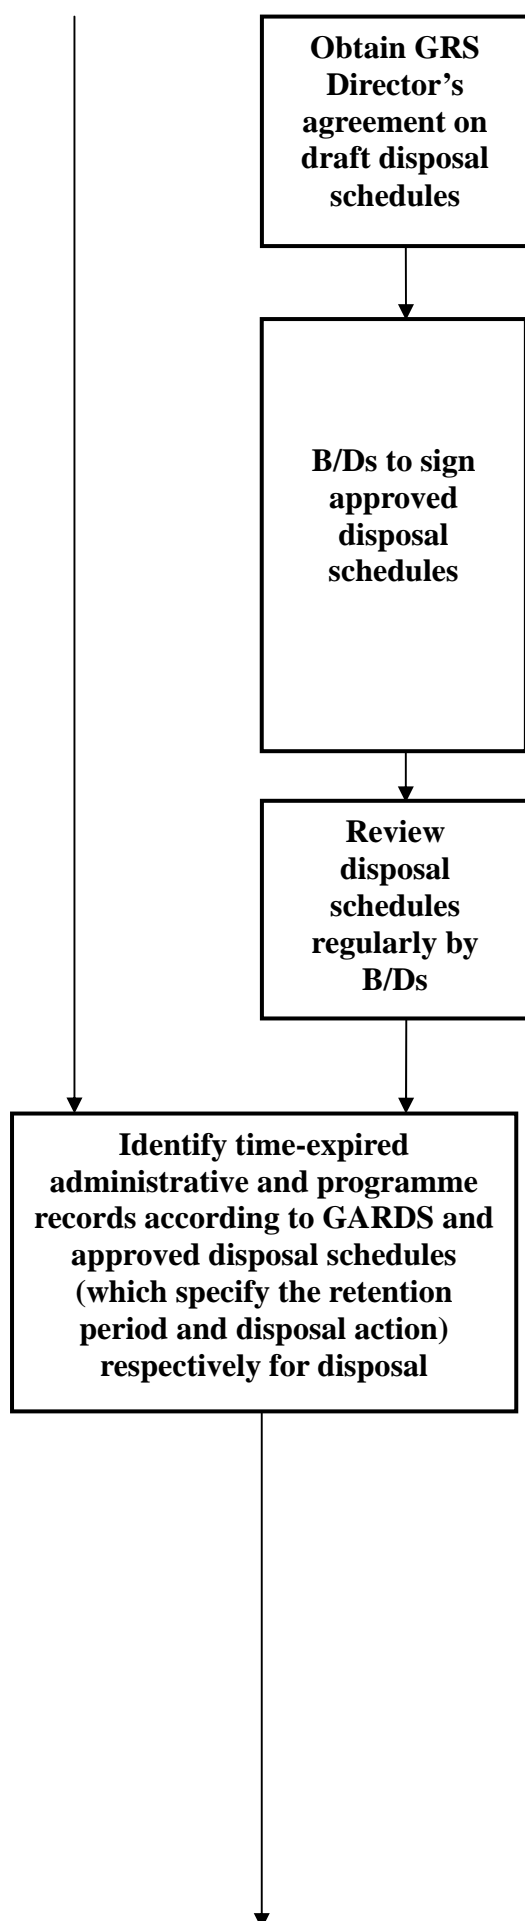 Obtain GRS
Director’s
agreement on
draft disposal
schedules
B/Ds to sign
approved
disposal
schedules
Review
disposal
schedules
regularly by
B/Ds
Identify time-expired
administrative and programme
records according to GARDS and
approved disposal schedules
(which specify the retention
period and disposal action)
respectively for disposal